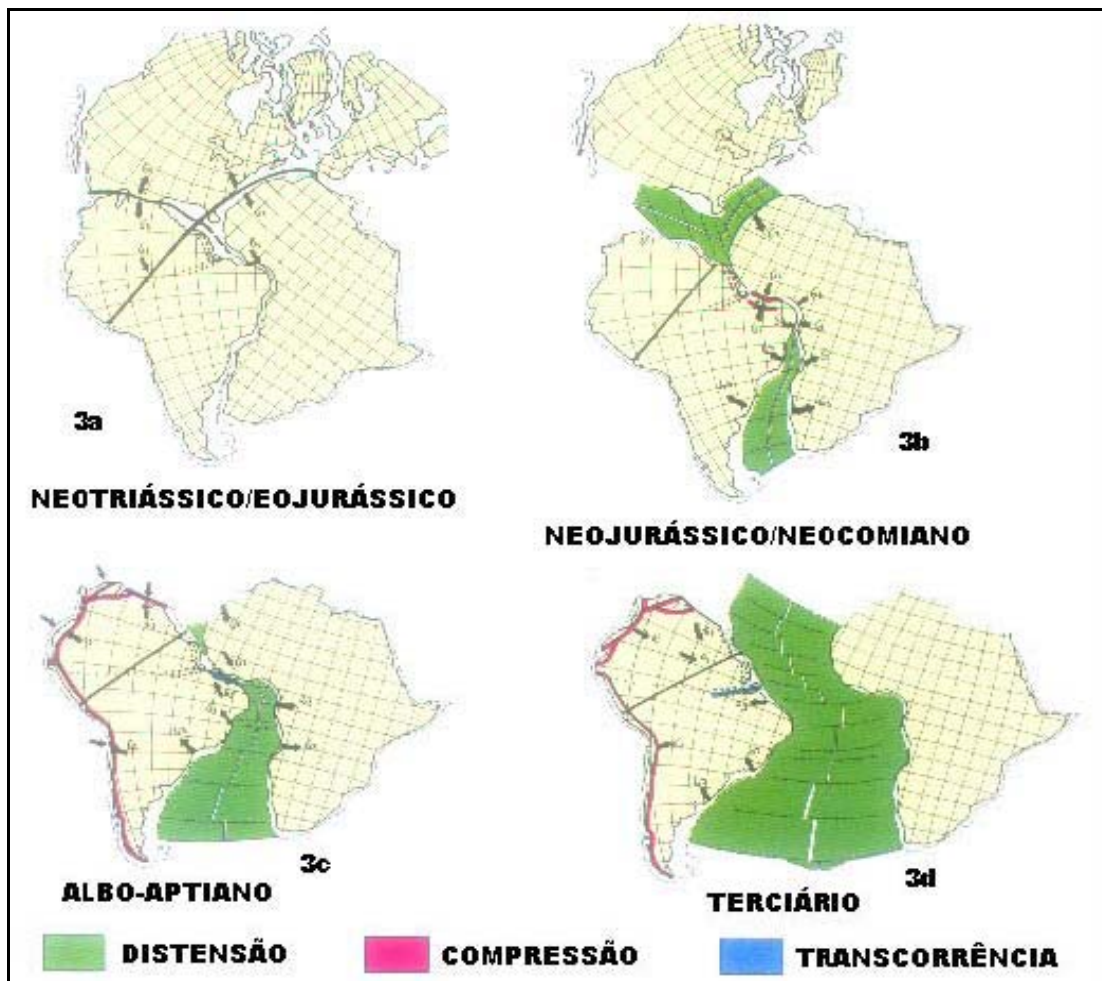 3a
NEOTRIÁSSICO/EOJURÁSSICO
3b
NEOJURÁSSICO/NEOCOMIANO
3c
ALBO-APTIANO
3d
TERCIÁRIO
DISTENSÃO
COMPRESSÃO
TRANSCORRÊNCIA